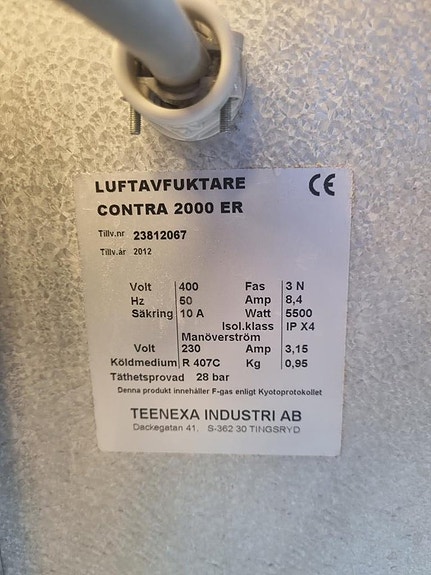 LUFTAVFUKTARE CE
CONTRA 2000 ER
Tillv.nr 23812067
Tillv.år 2012
Volt 400 Fas 3 N
Hz 50 Amp 8,4
Säkring 10 A Watt 5500
Isol.klass IP X4
Manöverström
Volt 230 Amp 3,15
Köldmedium R 407C Kg 0,95
Täthetsprovad 28 bar
Denna produkt innehåller F-gas enligt Kyotoprotokollet
TEENEXA INDUSTRI AB
Dackegatan 41, S-362 30 TINGSRYD